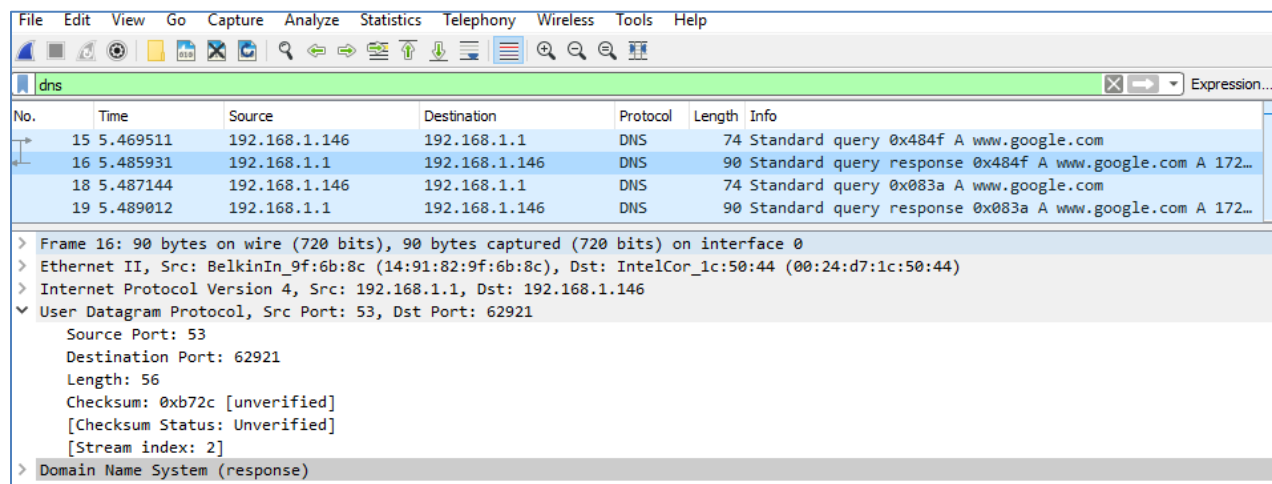 File Edit View Go Capture Analyze Statistics Telephony Wireless Tools Help
dns Expression...
No. Time Source Destination Protocol Length Info
15 5.469511 192.168.1.146 192.168.1.1 DNS 74 Standard query 0x484f A www.google.com
16 5.485931 192.168.1.1 192.168.1.146 DNS 90 Standard query response 0x484f A www.google.com A 172…
18 5.487144 192.168.1.146 192.168.1.1 DNS 74 Standard query 0x083a A www.google.com
19 5.489012 192.168.1.1 192.168.1.146 DNS 90 Standard query response 0x083a A www.google.com A 172…
> Frame 16: 90 bytes on wire (720 bits), 90 bytes captured (720 bits) on interface 0
> Ethernet II, Src: BelkinIn_9f:6b:8c (14:91:82:9f:6b:8c), Dst: IntelCor_1c:50:44 (00:24:d7:1c:50:44)
> Internet Protocol Version 4, Src: 192.168.1.1, Dst: 192.168.1.146
User Datagram Protocol, Src Port: 53, Dst Port: 62921
Source Port: 53
Destination Port: 62921
Length: 56
Checksum: 0xb72c [unverified]
[Checksum Status: Unverified]
[Stream index: 2]
> Domain Name System (response)